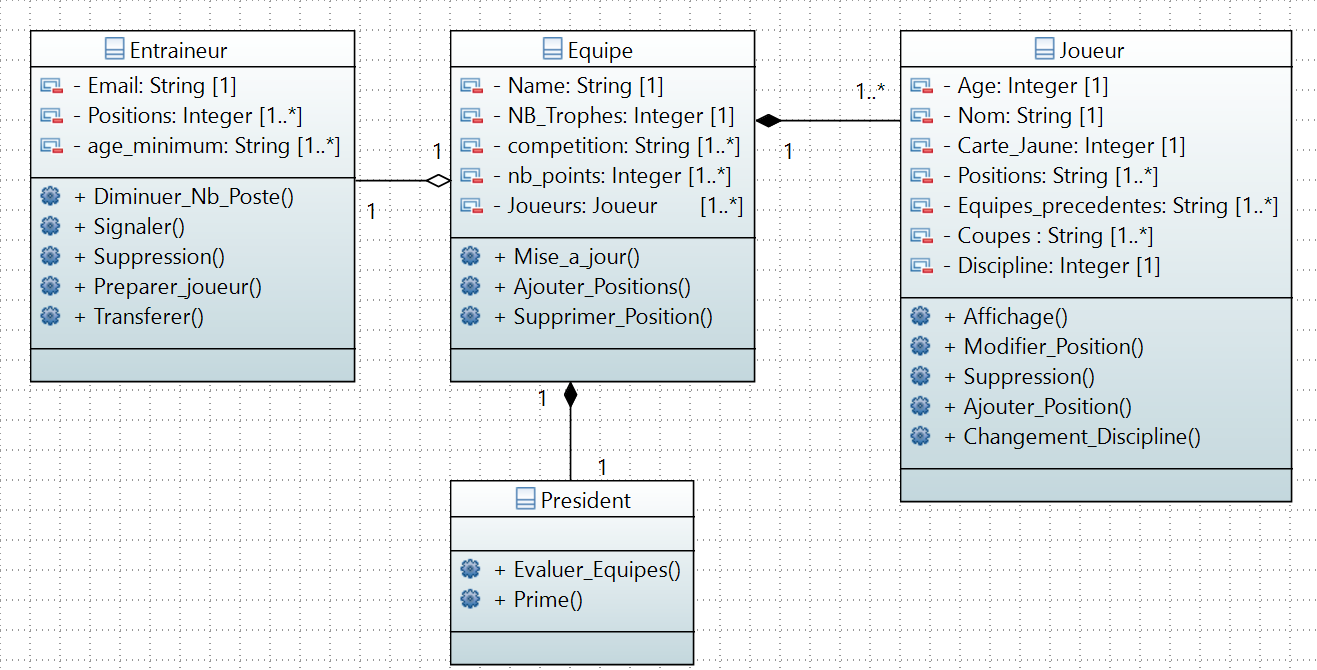 Entraineur
- Email: String [1]
- Positions: Integer [1..*]
- age_minimum: String [1..*]
+ Diminuer_Nb_Poste()
+ Signaler()
+ Suppression()
+ Preparer_joueur()
+ Transferer()
1
1
Equipe
- Name: String [1]
- NB_Trophes: Integer [1]
- competition: String [1..*]
- nb_points: Integer [1..*]
- Joueurs: Joueur [1..*]
+ Mise_a_jour()
+ Ajouter_Positions()
+ Supprimer_Position()
1..*
1
Joueur
- Age: Integer [1]
- Nom: String [1]
- Carte_Jaune: Integer [1]
- Positions: String [1..*]
- Equipes_precedentes: String [1..*]
- Coupes : String [1..*]
- Discipline: Integer [1]
+ Affichage()
+ Modifier_Position()
+ Suppression()
+ Ajouter_Position()
+ Changement_Discipline()
1
1
President
+ Evaluer_Equipes()
+ Prime()